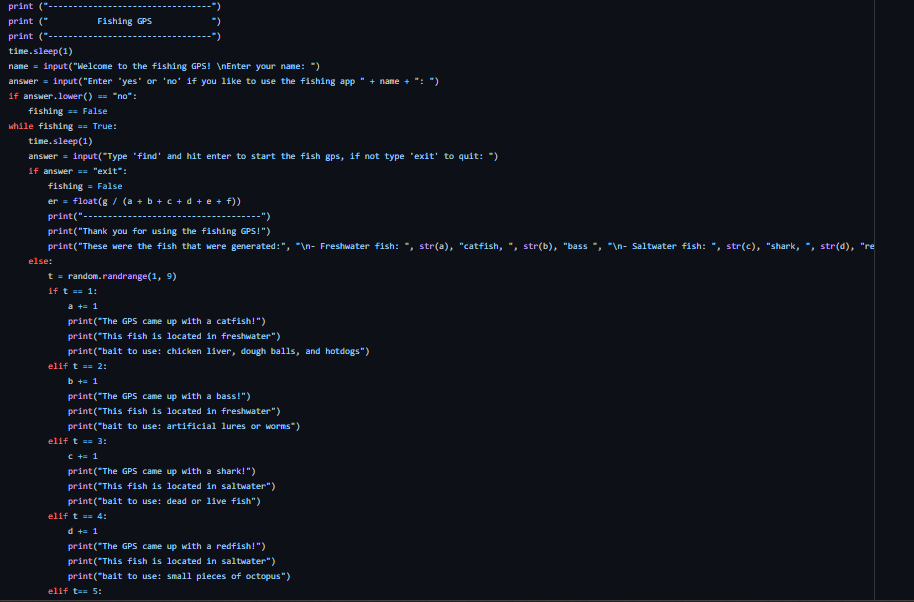 print ("---------------------------------")
print ("          Fishing GPS            ")
print ("---------------------------------")
time.sleep(1)
name = input("Welcome to the fishing GPS! \nEnter your name: ")
answer = input("Enter 'yes' or 'no' if you like to use the fishing app " + name + ": ")
if answer.lower() == "no":
    fishing == False
while fishing == True:
    time.sleep(1)
    answer = input("Type 'find' and hit enter to start the fish gps, if not type 'exit' to quit: ")
    if answer == "exit":
        fishing = False
        er = float(g / (a + b + c + d + e + f))
        print("------------------------------------")
        print("Thank you for using the fishing GPS!")
        print("These were the fish that were generated:", "\n- Freshwater fish: ", str(a), "catfish, ", str(b), "bass ", "\n- Saltwater fish: ", str(c), "shark, ", str(d), "re
    else:
        t = random.randrange(1, 9)
        if t == 1:
            a += 1
            print("The GPS came up with a catfish!")
            print("This fish is located in freshwater")
            print("bait to use: chicken liver, dough balls, and hotdogs")
        elif t == 2:
            b += 1
            print("The GPS came up with a bass!")
            print("This fish is located in freshwater")
            print("bait to use: artificial lures or worms")
        elif t == 3:
            c += 1
            print("The GPS came up with a shark!")
            print("This fish is located in saltwater")
            print("bait to use: dead or live fish")
        elif t == 4:
            d += 1
            print("The GPS came up with a redfish!")
            print("This fish is located in saltwater")
            print("bait to use: small pieces of octopus")
        elif t== 5: